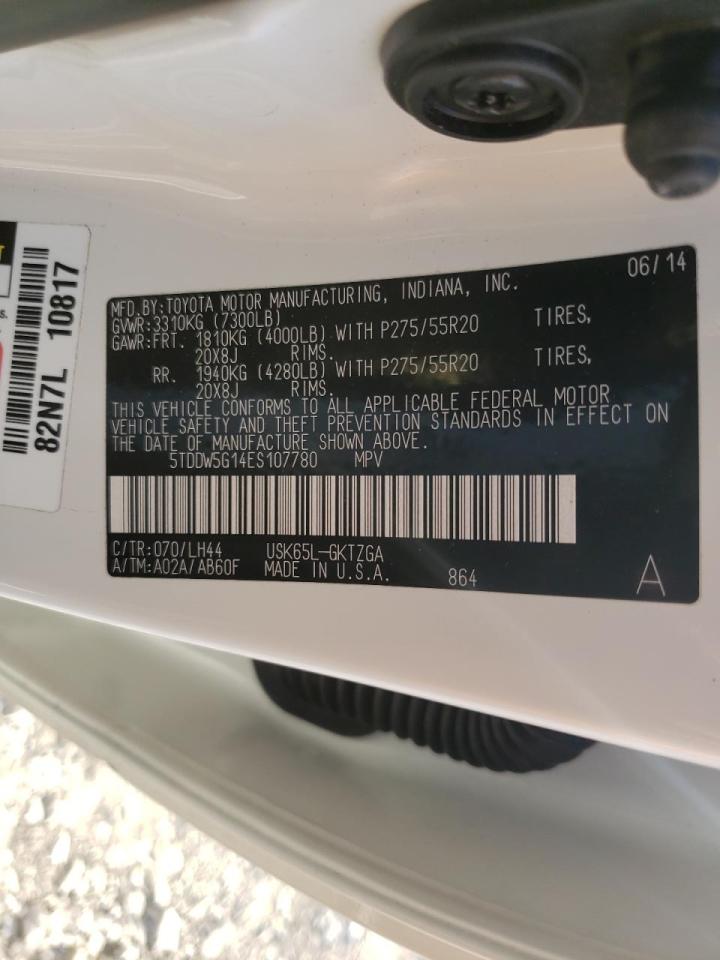 06/14
MFD.BY:TOYOTA MOTOR MANUFACTURING, INDIANA, INC.
GVWR:3310KG (7300LB)
GAWR:FRT. 1810KG (4000LB) WITH P275/55R20 TIRES,
20X8J RIMS.
RR. 1940KG (4280LB) WITH P275/55R20 TIRES,
20X8J RIMS.
THIS VEHICLE CONFORMS TO ALL APPLICABLE FEDERAL MOTOR
VEHICLE SAFETY AND THEFT PREVENTION STANDARDS IN EFFECT ON
THE DATE OF MANUFACTURE SHOWN ABOVE.
5TDDW5G14ES107780 MPV
C/TR:070/LH44 USK65L-GKTZGA
A/TM:A02A/AB60F MADE IN U.S.A. 864
A
82N7L 10817